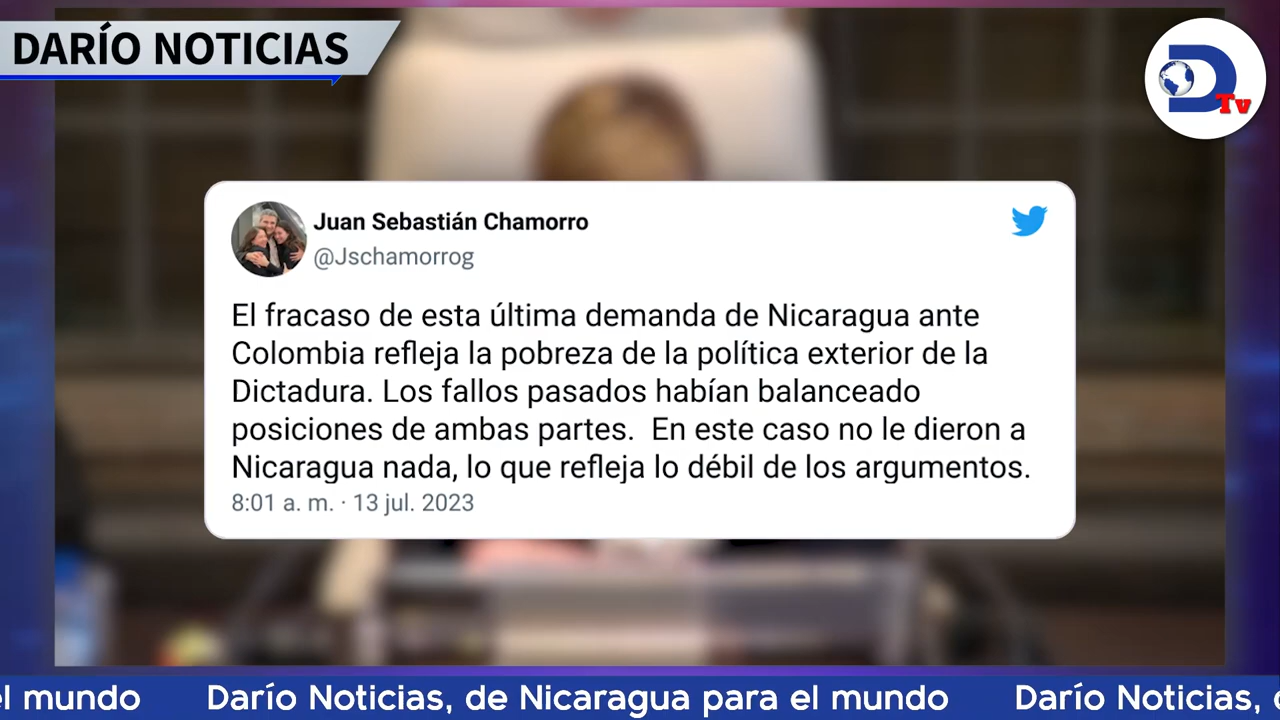 DARÍO NOTICIAS
D Tv
Juan Sebastián Chamorro
@Jschamorrog
El fracaso de esta última demanda de Nicaragua ante
Colombia refleja la pobreza de la política exterior de la
Dictadura. Los fallos pasados habían balanceado
posiciones de ambas partes.  En este caso no le dieron a
Nicaragua nada, lo que refleja lo débil de los argumentos.
8:01 a. m. · 13 jul. 2023
el mundo Darío Noticias, de Nicaragua para el mundo Darío Noticias,